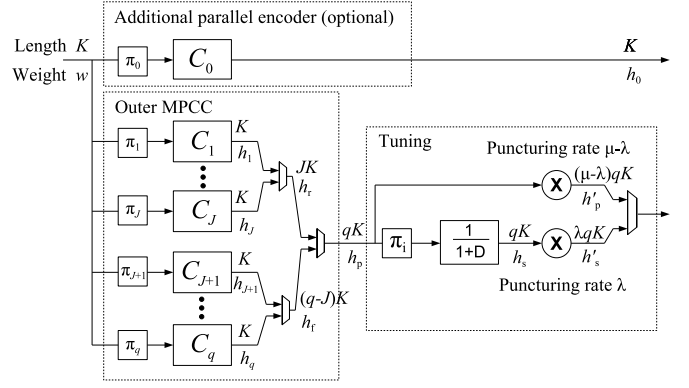 Additional parallel encoder (optional)
Length K
Weight w
π0
C0
K
h0
Outer MPCC
π1
C1
K
h1
πJ
CJ
K
hJ
JK
hr
πJ+1
CJ+1
K
hJ+1
πq
Cq
K
hq
(q-J)K
hf
qK
hp
Tuning
Puncturing rate μ-λ
X
(μ-λ)qK
h'p
πi
1
1+D
qK
hs
X
λqK
h's
Puncturing rate λ